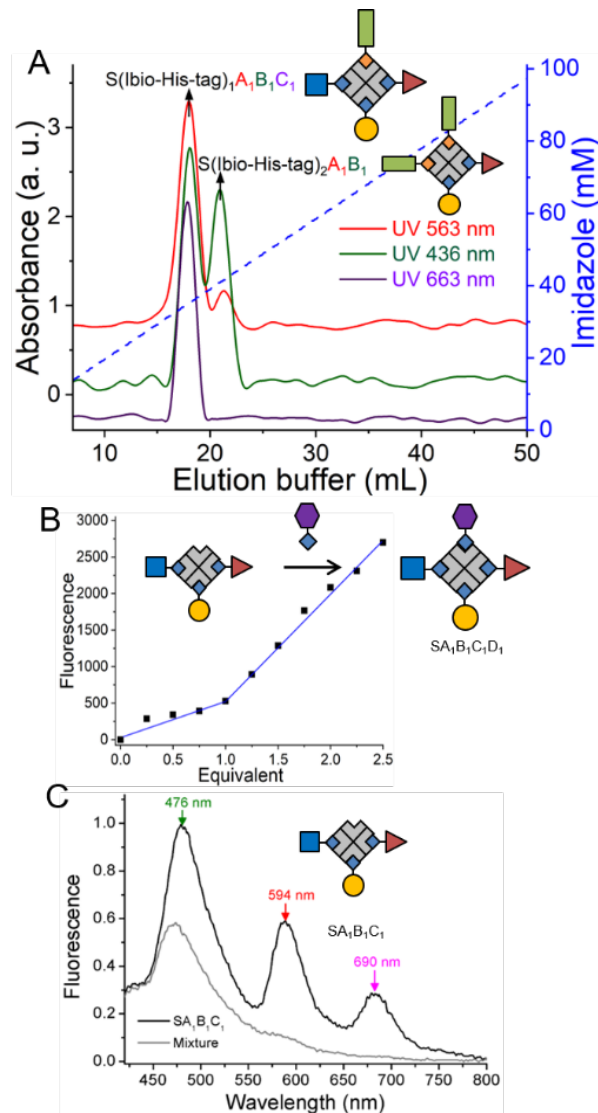 A
S(Ibio-His-tag)₁A₁B₁C₁
S(Ibio-His-tag)₂A₁B₁
UV 563 nm
UV 436 nm
UV 663 nm
Absorbance (a. u.)
3
2
1
0
Imidazole (mM)
100
80
60
40
20
0
10 20 30 40 50
Elution buffer (mL)
B
Fluorescence
3000
2500
2000
1500
1000
500
0
0.0 0.5 1.0 1.5 2.0 2.5
Equivalent
SA₁B₁C₁D₁
C
476 nm
594 nm
690 nm
SA₁B₁C₁
Fluorescence
1.0
0.8
0.6
0.4
0.2
0.0
SA₁B₁C₁
Mixture
450 500 550 600 650 700 750 800
Wavelength (nm)